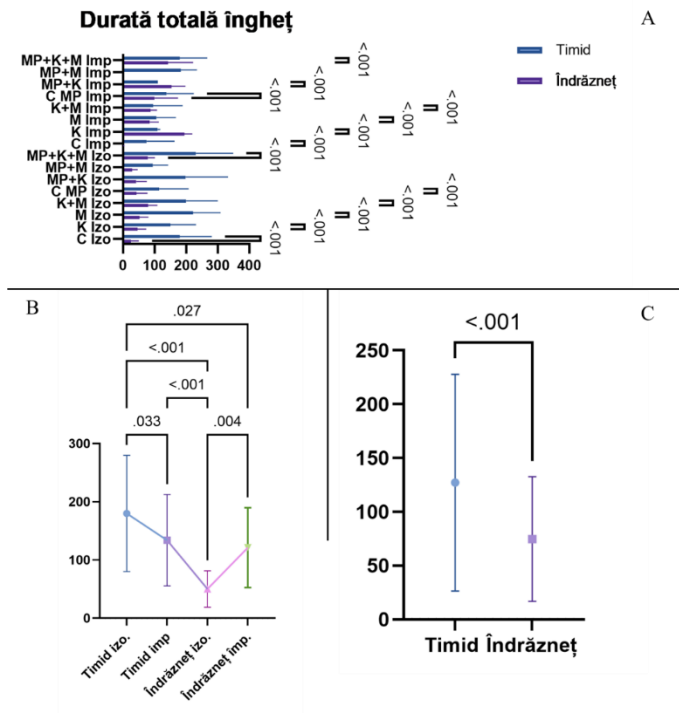 Durată totală îngheț
A
MP+K+M Imp
MP+M Imp
MP+K Imp
C MP Imp
K+M Imp
M Imp
K Imp
C Imp
MP+K+M Izo
MP+M Izo
MP+K Izo
C MP Izo
K+M Izo
M Izo
K Izo
C Izo
0 100 200 300 400
<.001
<.001
<.001
<.001
<.001
<.001
<.001
<.001
<.001
<.001
<.001
<.001
<.001
Timid
Îndrăzneț
B
.027
<.001
<.001
.033
.004
300
200
100
0
Timid izo.
Timid imp
Îndrăzneț izo.
Îndrăzneț imp.
C
<.001
250
200
150
100
50
0
Timid Îndrăzneț